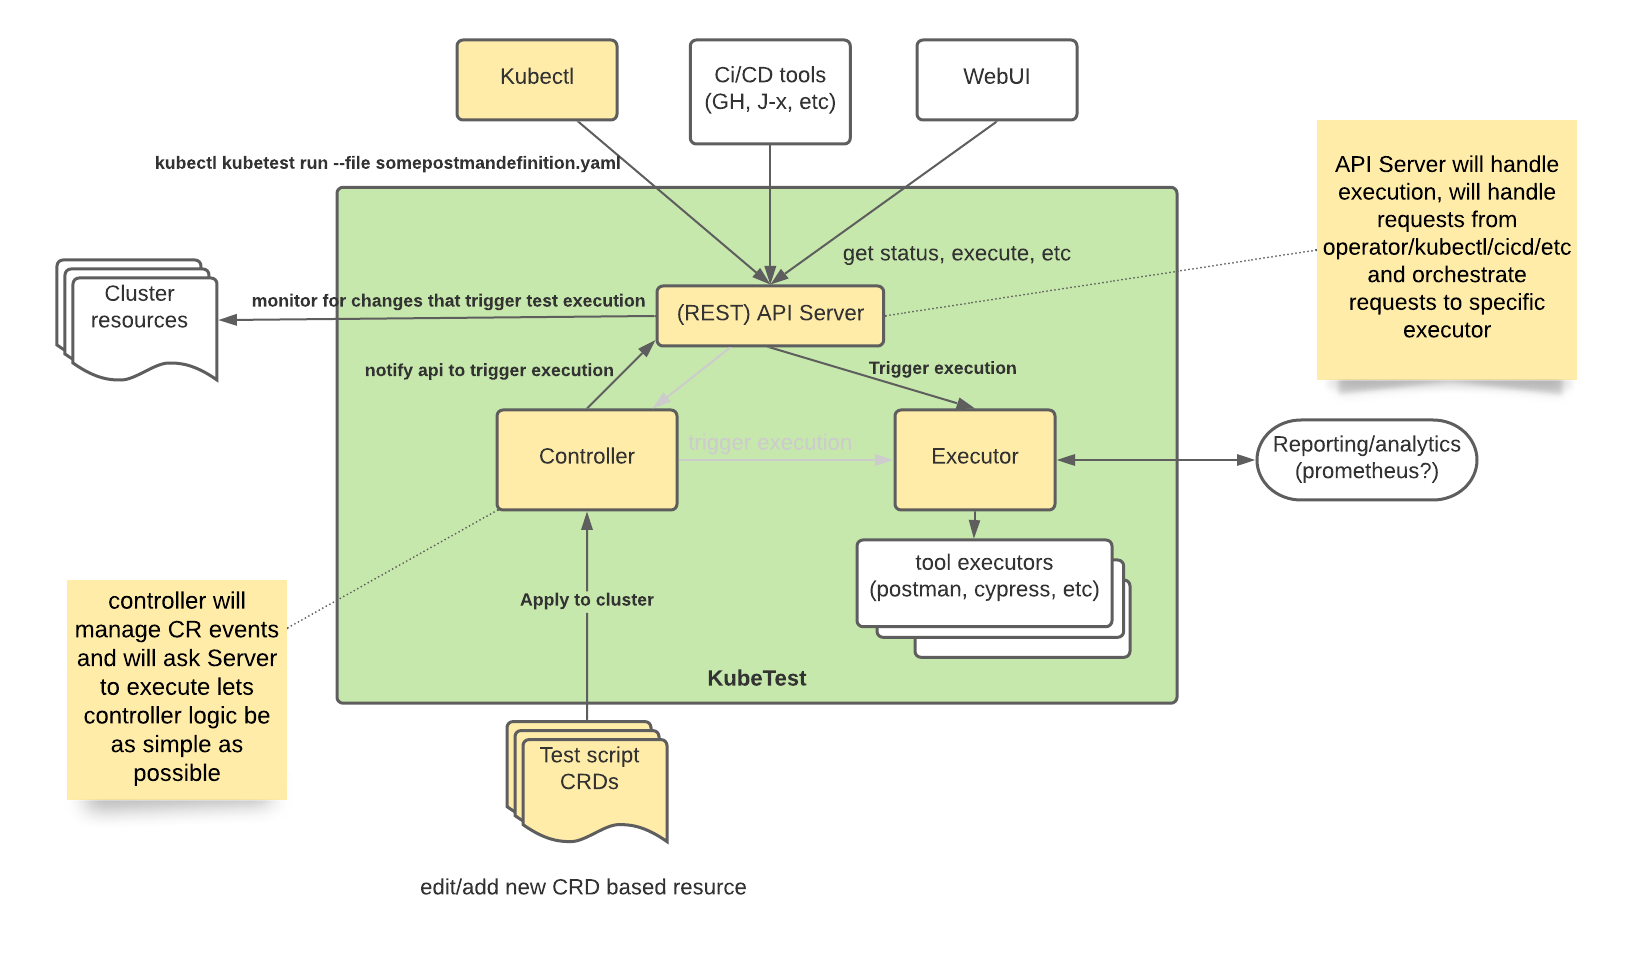 Kubectl
Ci/CD tools
(GH, J-x, etc)
WebUI
kubectl kubetest run --file somepostmandefinition.yaml
API Server will handle
execution, will handle
requests from
operator/kubectl/cicd/etc
and orchestrate
requests to specific
executor
get status, execute, etc
Cluster
resources
monitor for changes that trigger test execution
(REST) API Server
notify api to trigger execution
Trigger execution
Controller
trigger execution
Executor
Reporting/analytics
(prometheus?)
tool executors
(postman, cypress, etc)
Apply to cluster
controller will
manage CR events
and will ask Server
to execute lets
controller logic be
as simple as
possible
KubeTest
Test script
CRDs
edit/add new CRD based resurce